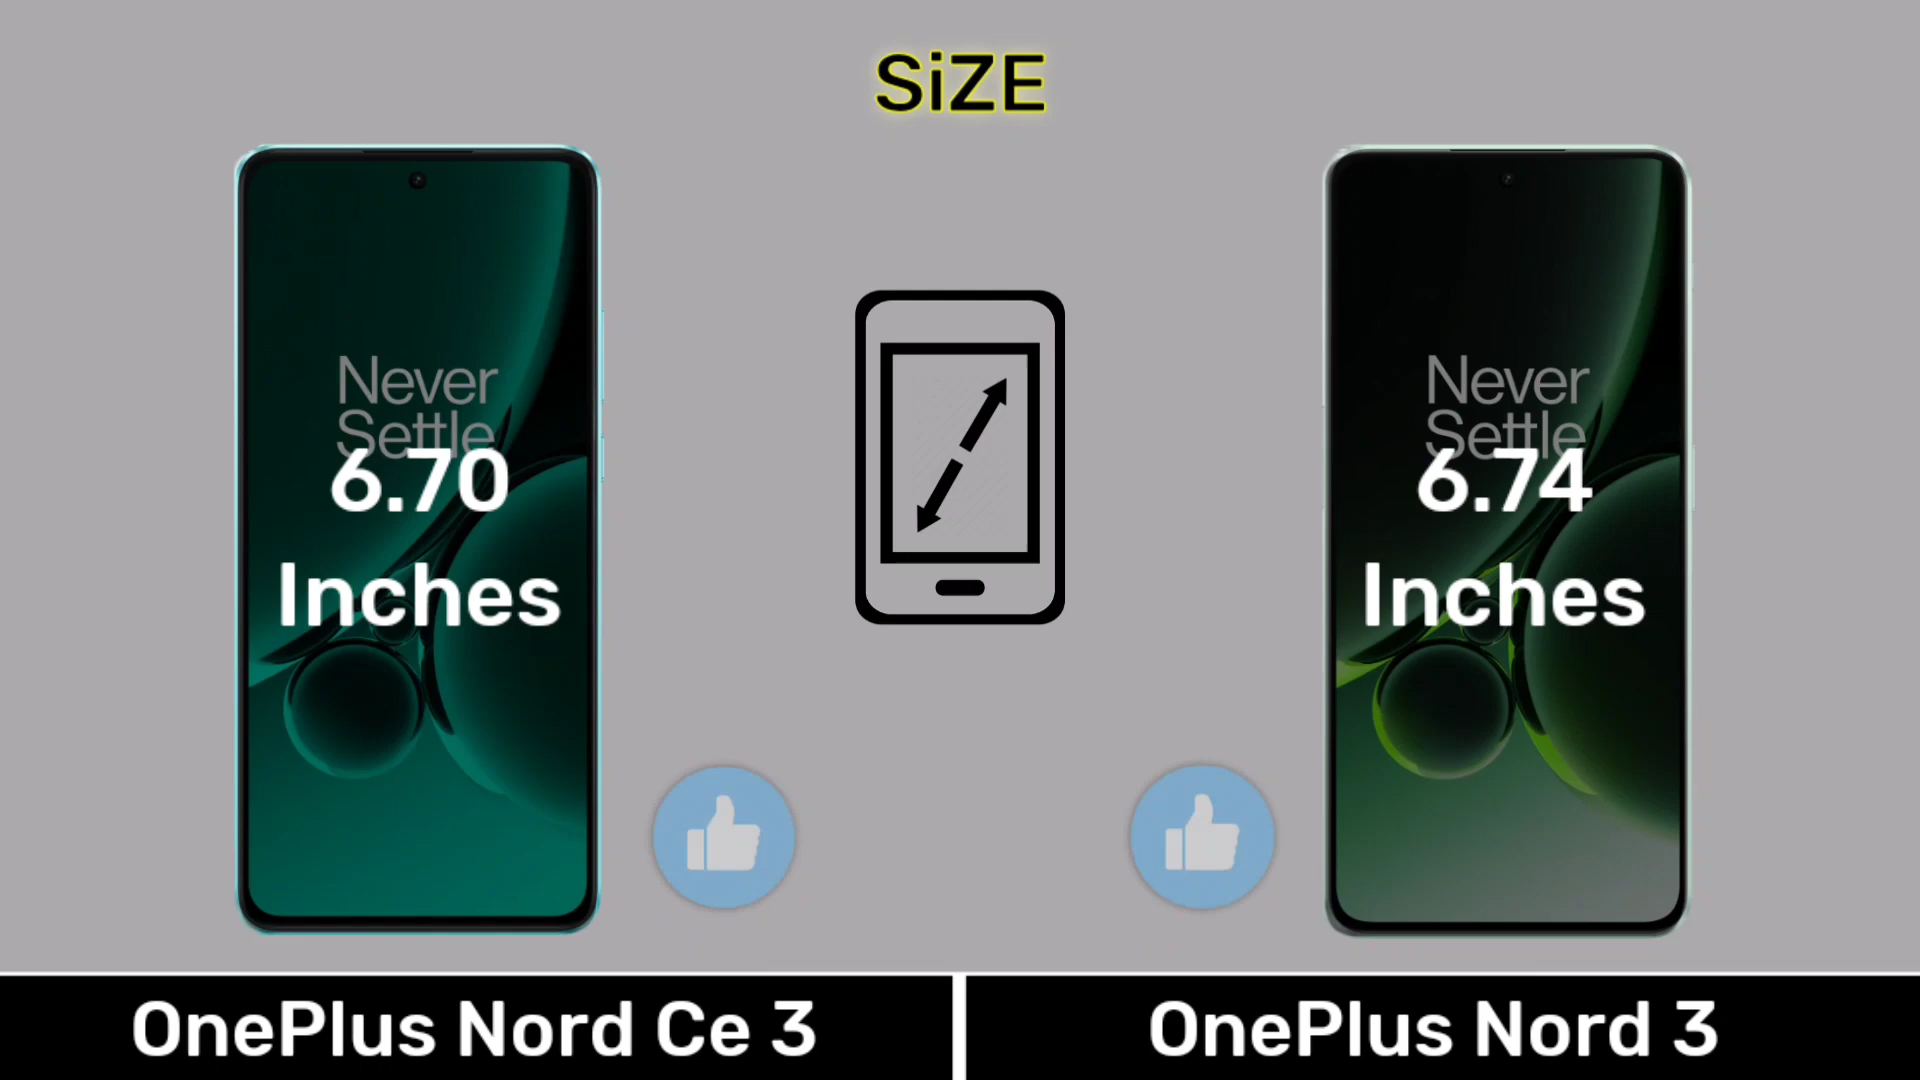 SiZE
Never
Settle
6.70
Inches
Never
Settle
6.74
Inches
OnePlus Nord Ce 3
OnePlus Nord 3